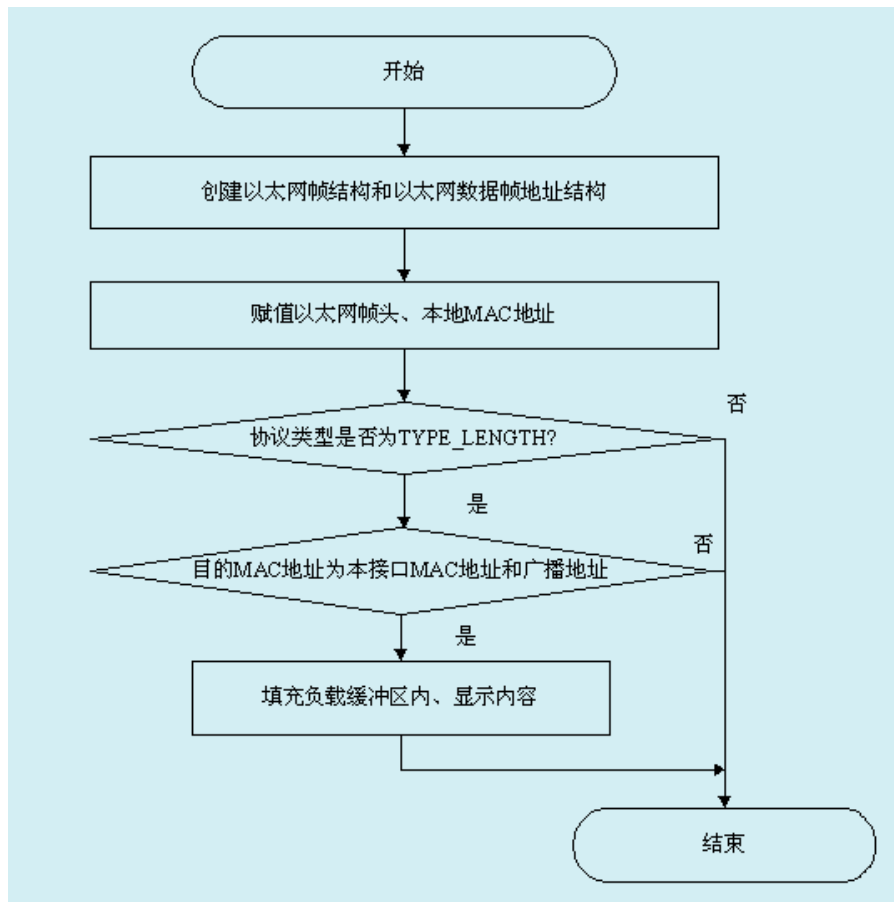 开始
创建以太网帧结构和以太网数据帧地址结构
赋值以太网帧头、本地MAC地址
否
协议类型是否为TYPE_LENGTH?
是
否
目的MAC地址为本接口MAC地址和广播地址
是
填充负载缓冲区内、显示内容
结束